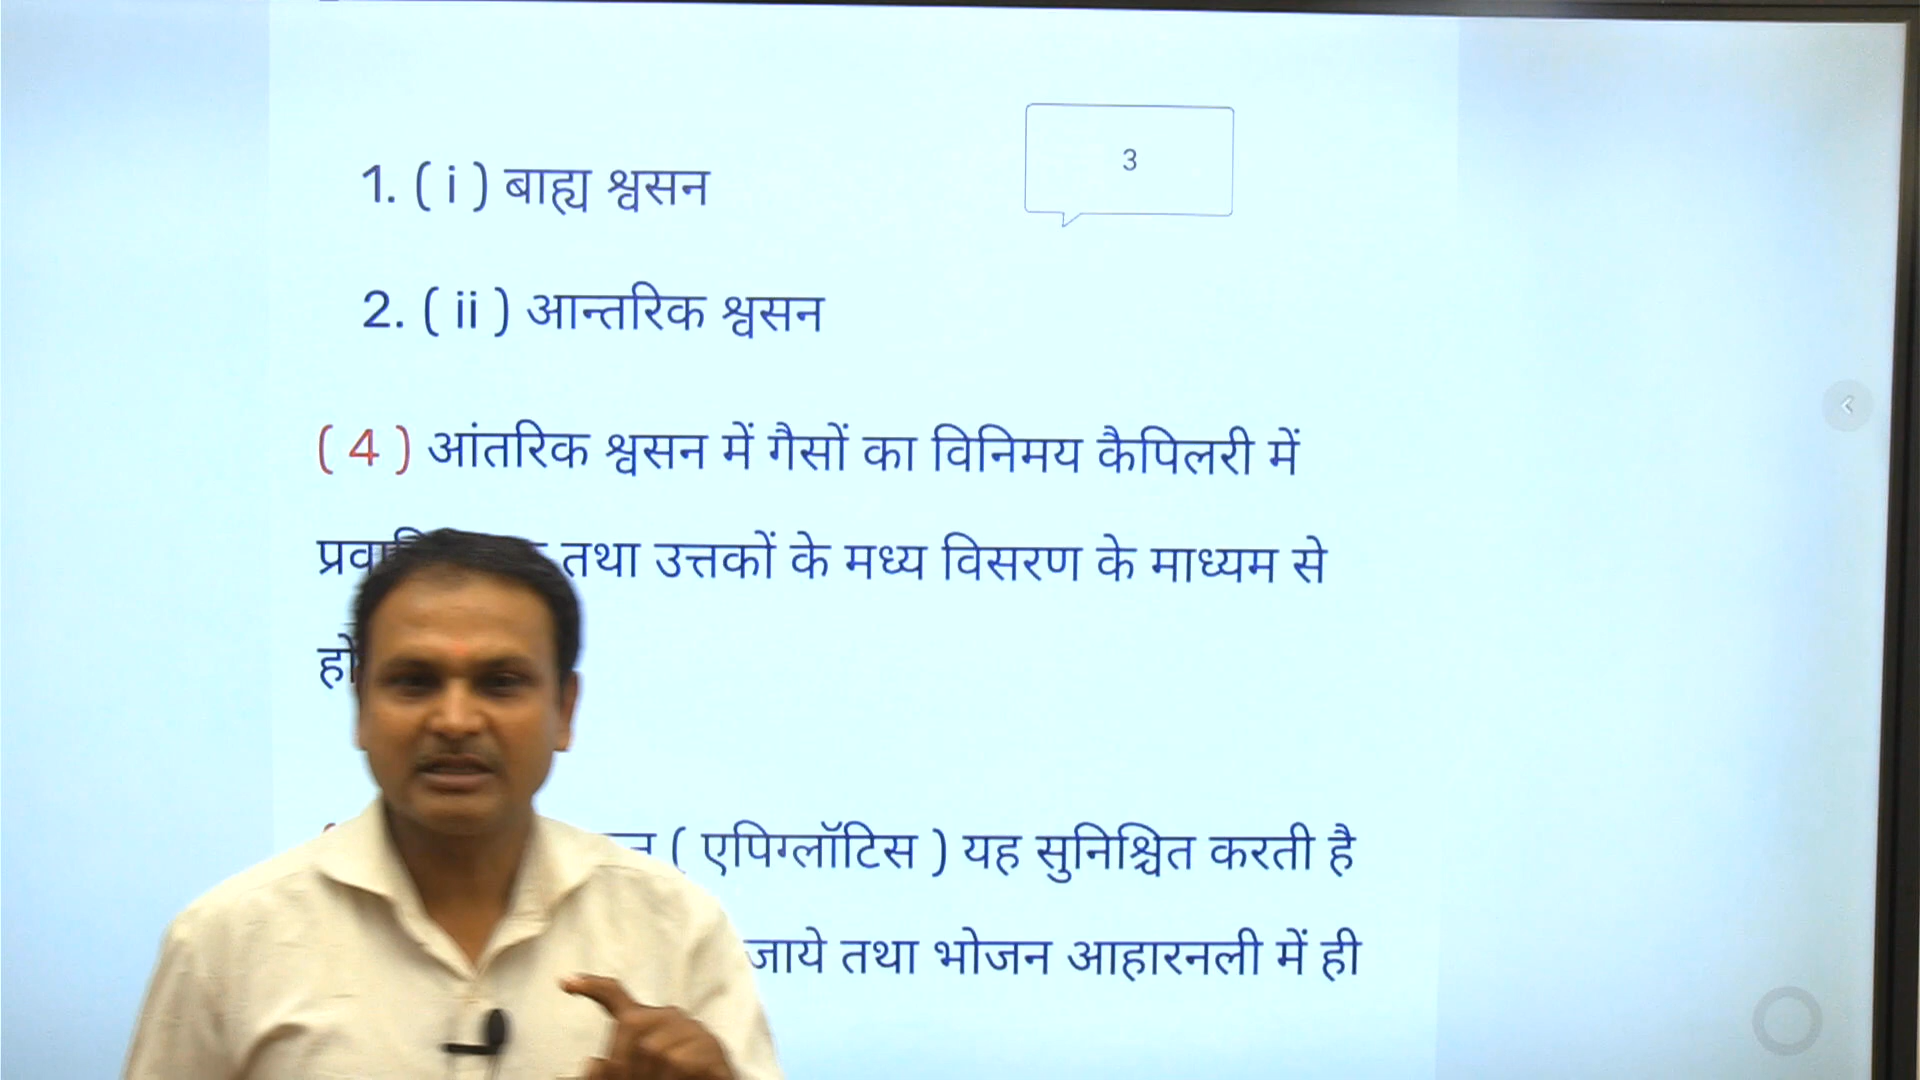 1. ( i ) बाह्य श्वसन
3
2. ( ii ) आन्तरिक श्वसन
( 4 ) आंतरिक श्वसन में गैसों का विनिमय कैपिलरी में
तथा उत्तकों के मध्य विसरण के माध्यम से
( एपिग्लॉटिस ) यह सुनिश्चित करती है
जाये तथा भोजन आहारनली में ही